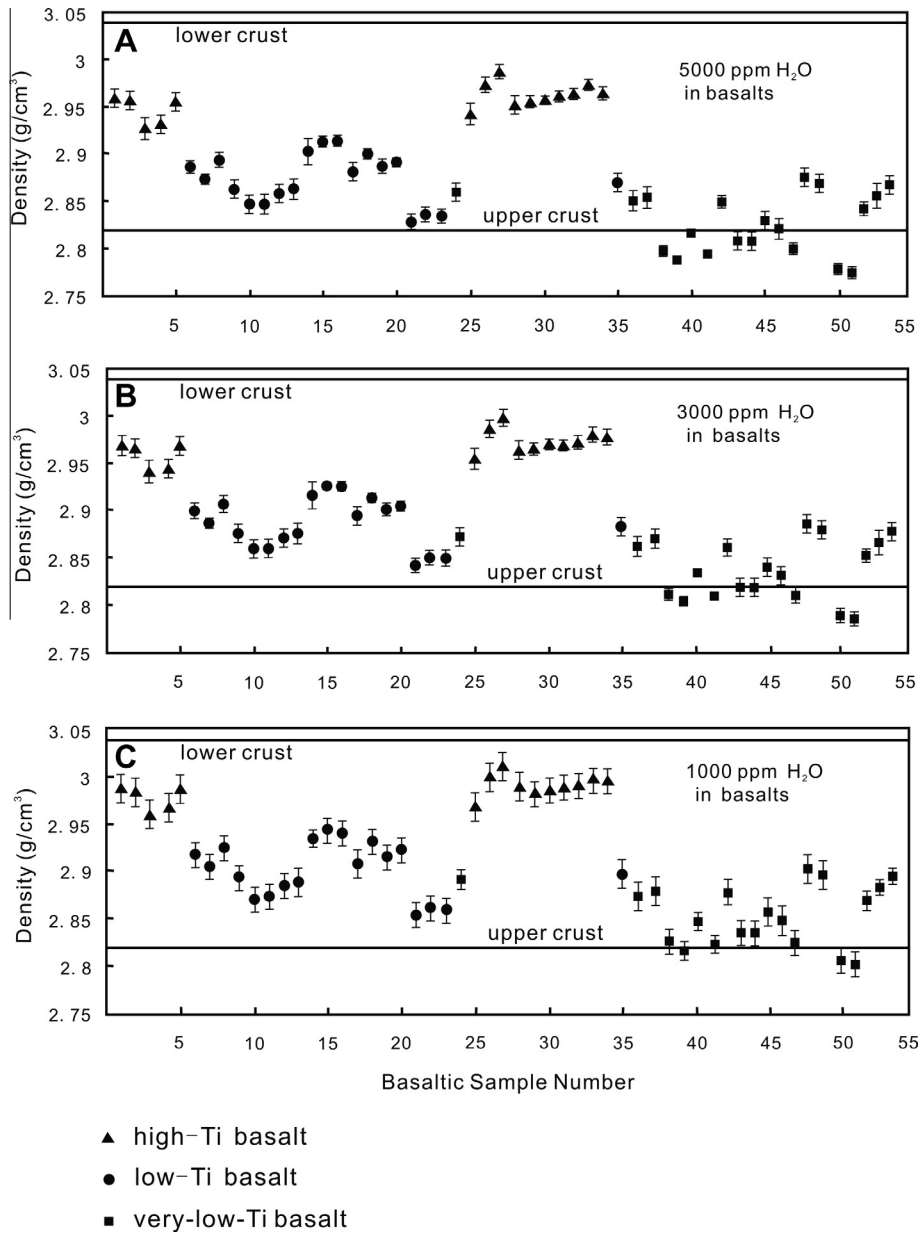 A
lower crust
5000 ppm H₂O
in basalts
upper crust
Density (g/cm³)
3.05
3
2.95
2.9
2.85
2.8
2.75
5 10 15 20 25 30 35 40 45 50 55
B
lower crust
3000 ppm H₂O
in basalts
upper crust
Density (g/cm³)
3.05
3
2.95
2.9
2.85
2.8
2.75
5 10 15 20 25 30 35 40 45 50 55
C
lower crust
1000 ppm H₂O
in basalts
upper crust
Density (g/cm³)
3.05
3
2.95
2.9
2.85
2.8
2.75
5 10 15 20 25 30 35 40 45 50 55
Basaltic Sample Number
high-Ti basalt
low-Ti basalt
very-low-Ti basalt